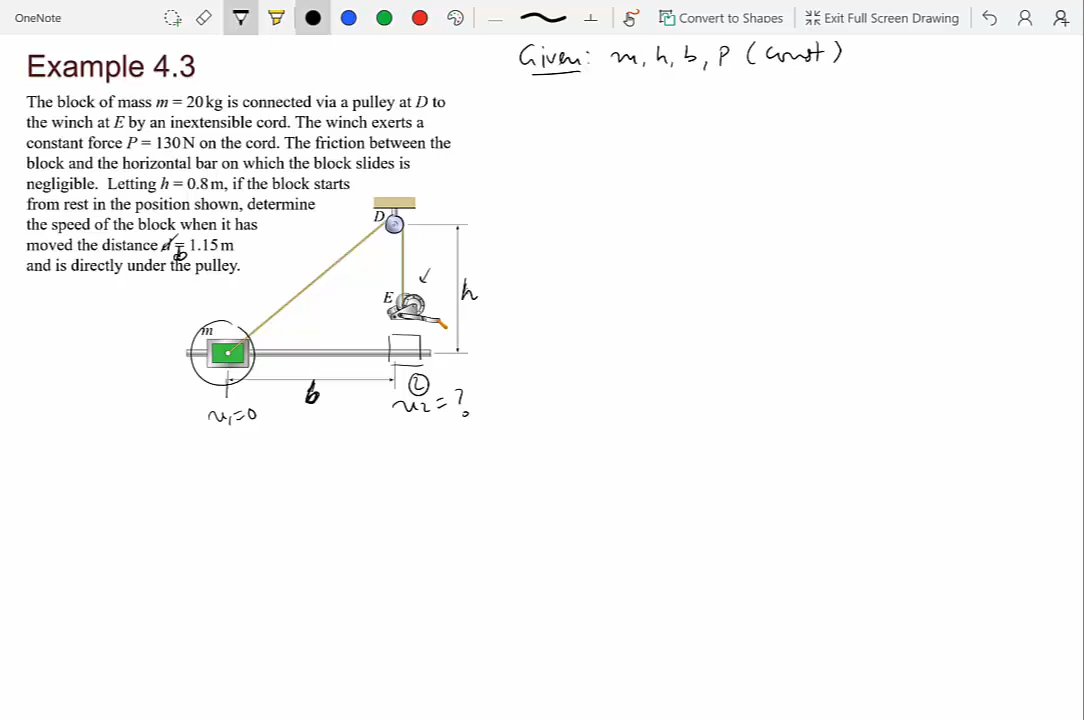 OneNote
Convert to Shapes
Exit Full Screen Drawing
Example 4.3
The block of mass m = 20 kg is connected via a pulley at D to
the winch at E by an inextensible cord. The winch exerts a
constant force P = 130 N on the cord. The friction between the
block and the horizontal bar on which the block slides is
negligible. Letting h = 0.8 m, if the block starts
from rest in the position shown, determine
the speed of the block when it has
moved the distance d = 1.15 m
b
and is directly under the pulley.
Given: m, h, b, P (const)
D
E
h
m
b
2
v1=0
v2=?